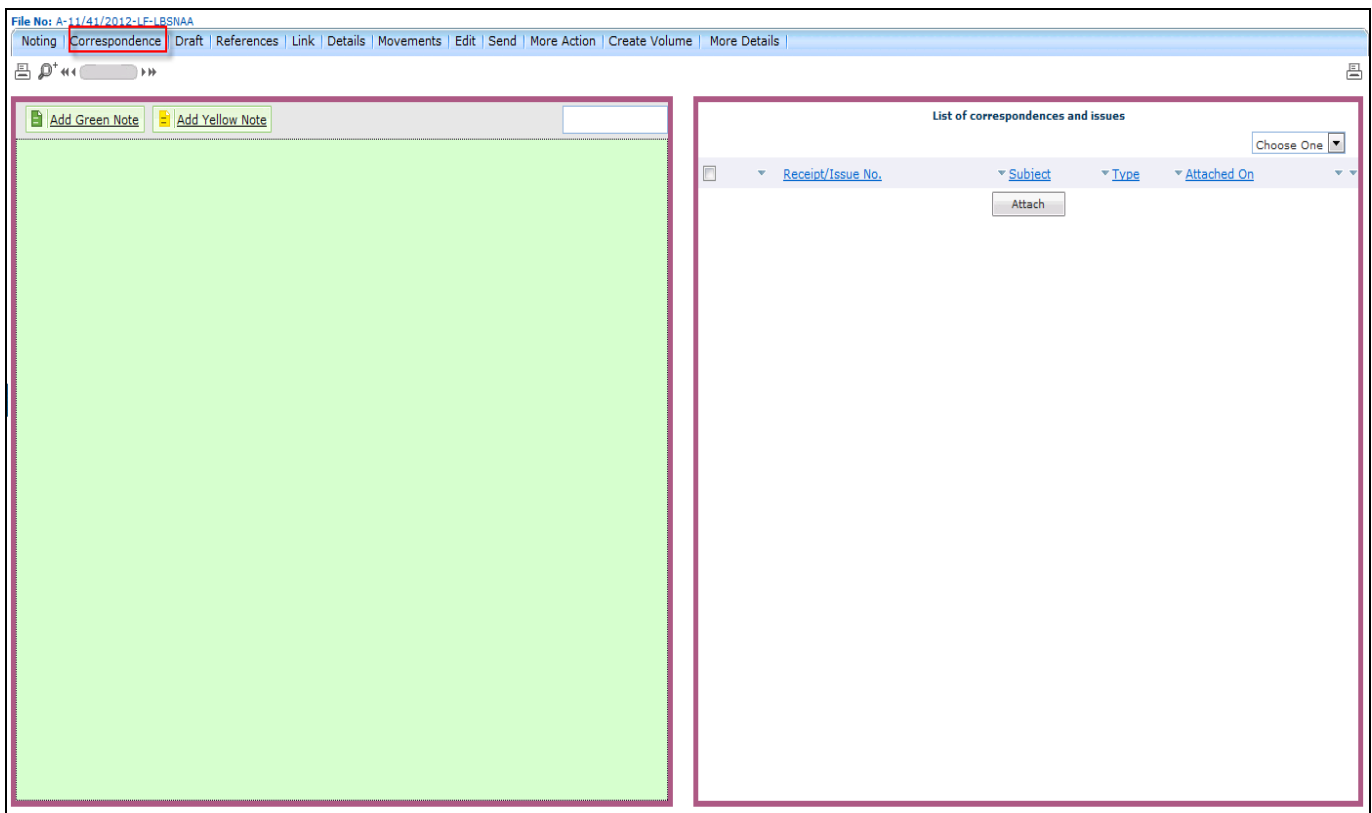 File No: A-11/41/2012-LF-LBSNAA
Noting | Correspondence | Draft | References | Link | Details | Movements | Edit | Send | More Action | Create Volume | More Details |
Add Green Note Add Yellow Note
List of correspondences and issues
Choose One
Receipt/Issue No. Subject Type Attached On
Attach